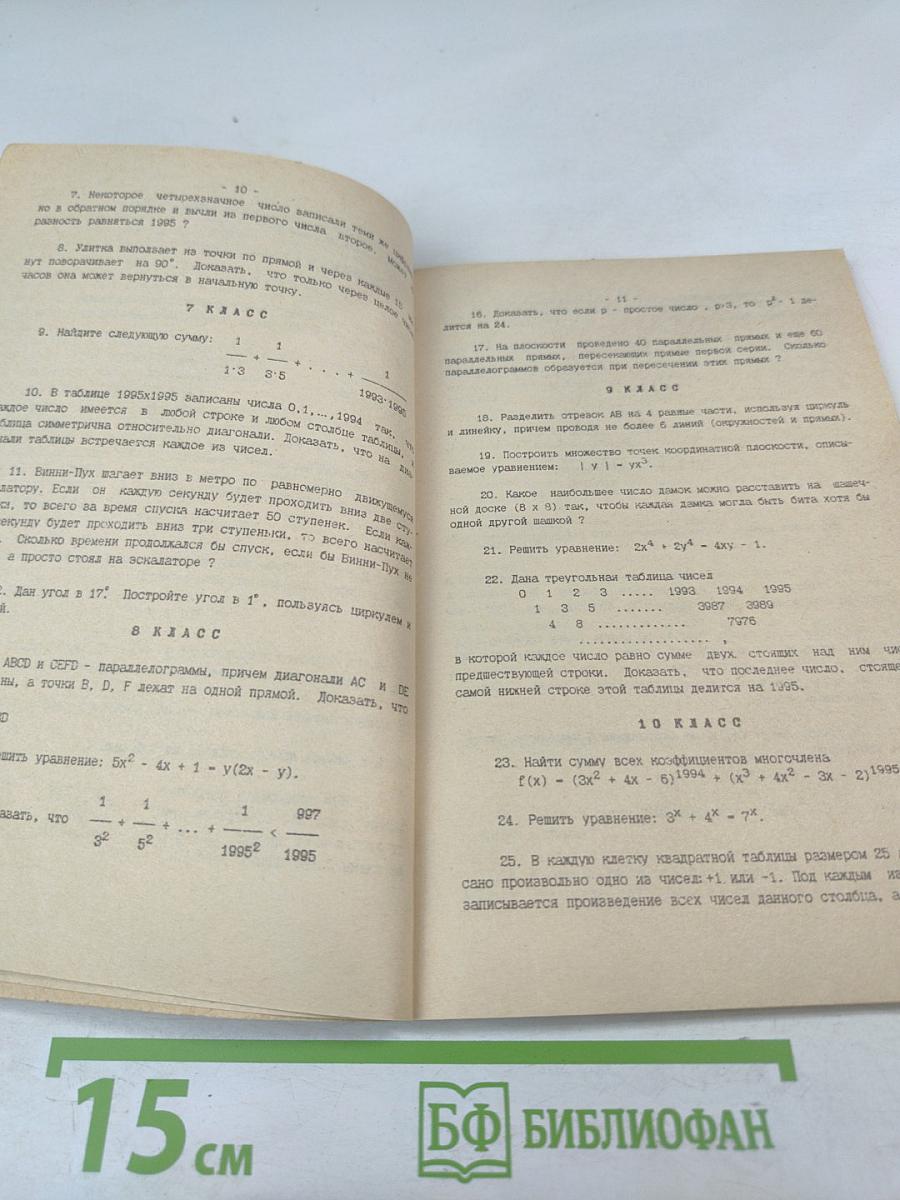 - 10 -
7. Некоторое четырехзначное число записали теми же
но в обратном порядке и вычли из первого числа второе.
разность равняться 1995 ?
8. Улитка выползает из точки по прямой и через каждые 15
нут поворачивает на 90°. Доказать, что только через целое
часов она может вернуться в начальную точку.
7 КЛАСС
9. Найдите следующую сумму: 1/1·3 + 1/3·5 + . . . + 1/1993·1995
10. В таблице 1995х1995 записаны числа 0,1,...,1994 так, что
аждое число имеется в любой строке и любом столбце таблицы, и
блица симметрична относительно диагонали. Доказать, что на диа-
нали таблицы встречается каждое из чисел.
11. Винни-Пух шагает вниз в метро по равномерно движущемуся
алатору. Если он каждую секунду будет проходить вниз две сту-
ки, то всего за время спуска насчитает 50 ступенек. Если каж-
секунду будет проходить вниз три ступеньки, то всего насчитает
. Сколько времени продолжался бы спуск, если бы Винни-Пух не
а просто стоял на эскалаторе ?
2. Дан угол в 17°. Постройте угол в 1°, пользуясь циркулем и
й.
8 КЛАСС
ABCD и CEFD - параллелограммы, причем диагонали AC и DE
ны, а точки B, D, F лежат на одной прямой. Доказать, что
D
шить уравнение: 5x² - 4x + 1 = y(2x - y).
азать, что 1/3² + 1/5² + ... + 1/1995² < 997/1995
- 11 -
16. Доказать, что если p - простое число , p>3, то p² - 1 де-
лится на 24.
17. На плоскости проведено 40 параллельных прямых и еще 60
параллельных прямых, пересекающих прямые первой серии. Сколько
параллелограммов образуется при пересечении этих прямых ?
9 КЛАСС
18. Разделить отрезок AB на 4 равные части, используя циркуль
и линейку, причем проводя не более 6 линий (окружностей и прямых).
19. Построить множество точек координатной плоскости, описы-
ваемое уравнением: | y | = yx³.
20. Какое наибольшее число дамок можно расставить на шашеч-
ной доске (8 x 8) так, чтобы каждая дамка могла быть бита хотя бы
одной другой шашкой ?
21. Решить уравнение: 2x⁴ + 2y⁴ = 4xy - 1.
22. Дана треугольная таблица чисел
0 1 2 3 ..... 1993 1994 1995
1 3 5 ....... 3987 3989
4 8 ............. 7976
................... ,
в которой каждое число равно сумме двух, стоящих над ним чис
предшествующей строки. Доказать, что последнее число, стояще
самой нижней строке этой таблицы делится на 1995.
10 КЛАСС
23. Найти сумму всех коэффициентов многочлена
f(x) = (3x² + 4x - 6)¹⁹⁹⁴ + (x³ + 4x² - 3x - 2)¹⁹⁹⁵
24. Решить уравнение: 3ˣ + 4ˣ = 7ˣ.
25. В каждую клетку квадратной таблицы размером 25
сано произвольно одно из чисел:+1 или -1. Под каждым из
записывается произведение всех чисел данного столбца, а
15 см
БФ БИБЛИОФАН